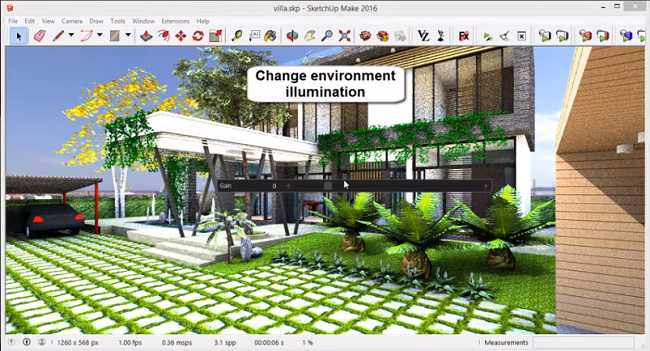 villa.skp - SketchUp Make 2016
File Edit View Camera Draw Tools Window Extensions Help
Change environment
illumination
Gain 0
1260 x 568 px 1.00 fps 0.36 msps 3.1 spp 00:00:06 s 1 % Measurements